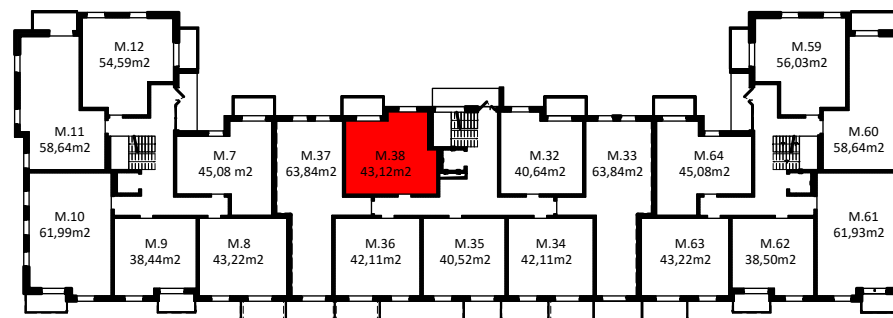 M.12
54,59m2
M.59
56,03m2
M.11
58,64m2
M.7
45,08 m2
M.37
63,84m2
M.38
43,12m2
M.32
40,64m2
M.33
63,84m2
M.64
45,08m2
M.60
58,64m2
M.10
61,99m2
M.9
38,44m2
M.8
43,22m2
M.36
42,11m2
M.35
40,52m2
M.34
42,11m2
M.63
43,22m2
M.62
38,50m2
M.61
61,93m2